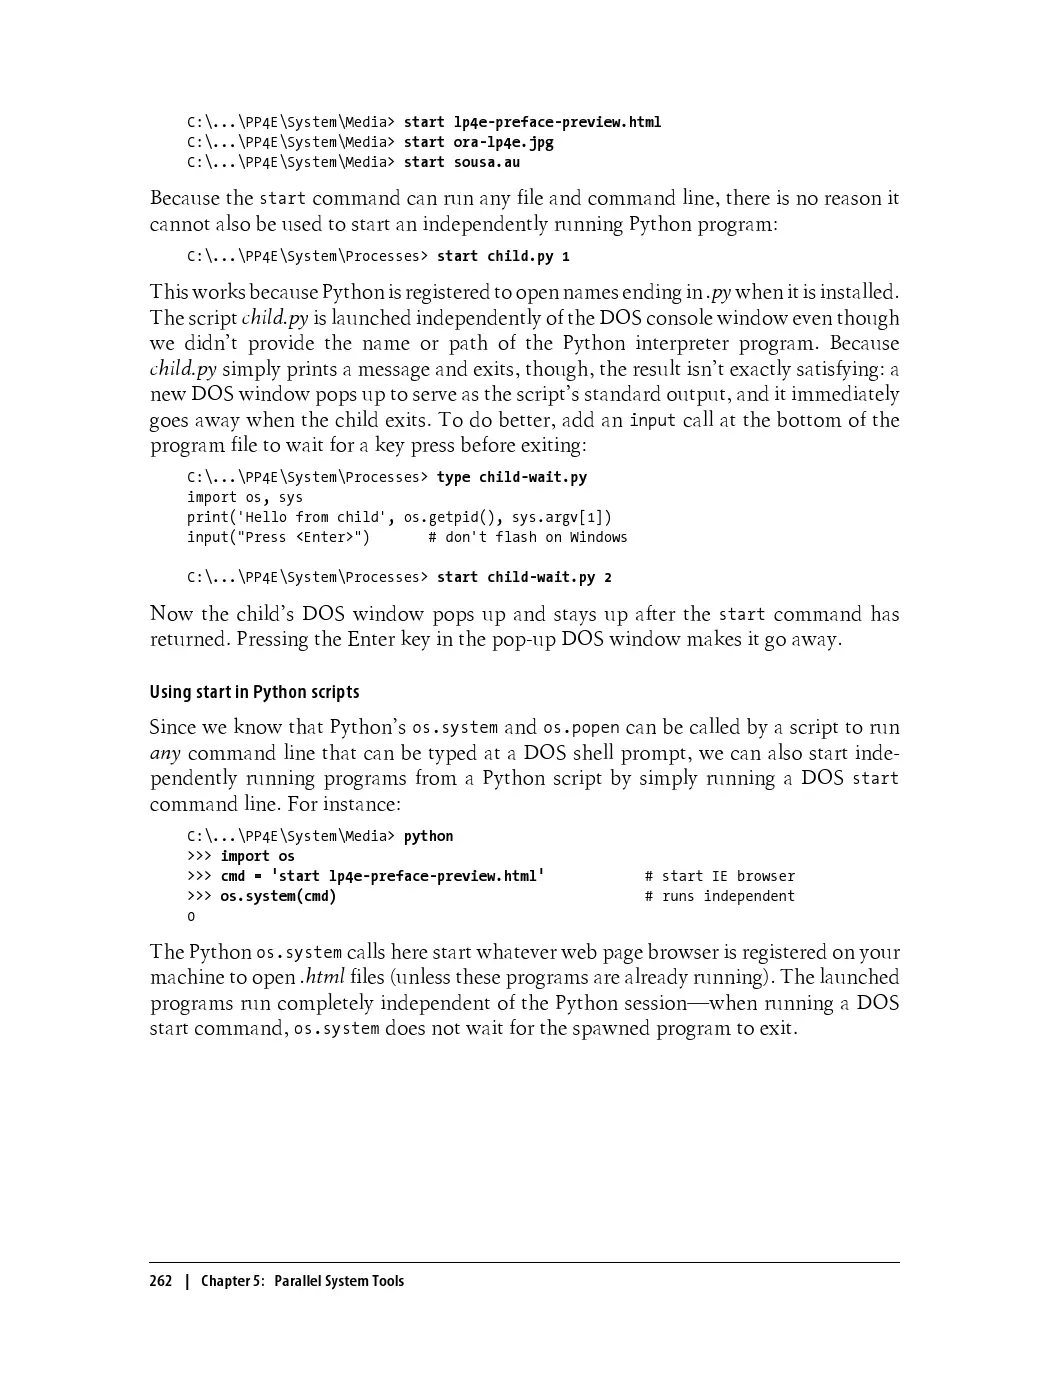 C:\...\PP4E\System\Media> start lp4e-preface-preview.html
C:\...\PP4E\System\Media> start ora-lp4e.jpg
C:\...\PP4E\System\Media> start sousa.au
Because the start command can run any file and command line, there is no reason it
cannot also be used to start an independently running Python program:
C:\...\PP4E\System\Processes> start child.py 1
This works because Python is registered to open names ending in .py when it is installed.
The script child.py is launched independently of the DOS console window even though
we didn’t provide the name or path of the Python interpreter program. Because
child.py simply prints a message and exits, though, the result isn’t exactly satisfying: a
new DOS window pops up to serve as the script’s standard output, and it immediately
goes away when the child exits. To do better, add an input call at the bottom of the
program file to wait for a key press before exiting:
C:\...\PP4E\System\Processes> type child-wait.py
import os, sys
print('Hello from child', os.getpid(), sys.argv[1])
input("Press <Enter>")       # don't flash on Windows
C:\...\PP4E\System\Processes> start child-wait.py 2
Now the child’s DOS window pops up and stays up after the start command has
returned. Pressing the Enter key in the pop-up DOS window makes it go away.
Using start in Python scripts
Since we know that Python’s os.system and os.popen can be called by a script to run
any command line that can be typed at a DOS shell prompt, we can also start inde-
pendently running programs from a Python script by simply running a DOS start
command line. For instance:
C:\...\PP4E\System\Media> python
>>> import os
>>> cmd = 'start lp4e-preface-preview.html'            # start IE browser
>>> os.system(cmd)                                     # runs independent
0
The Python os.system calls here start whatever web page browser is registered on your
machine to open .html files (unless these programs are already running). The launched
programs run completely independent of the Python session—when running a DOS
start command, os.system does not wait for the spawned program to exit.
262 | Chapter 5: Parallel System Tools